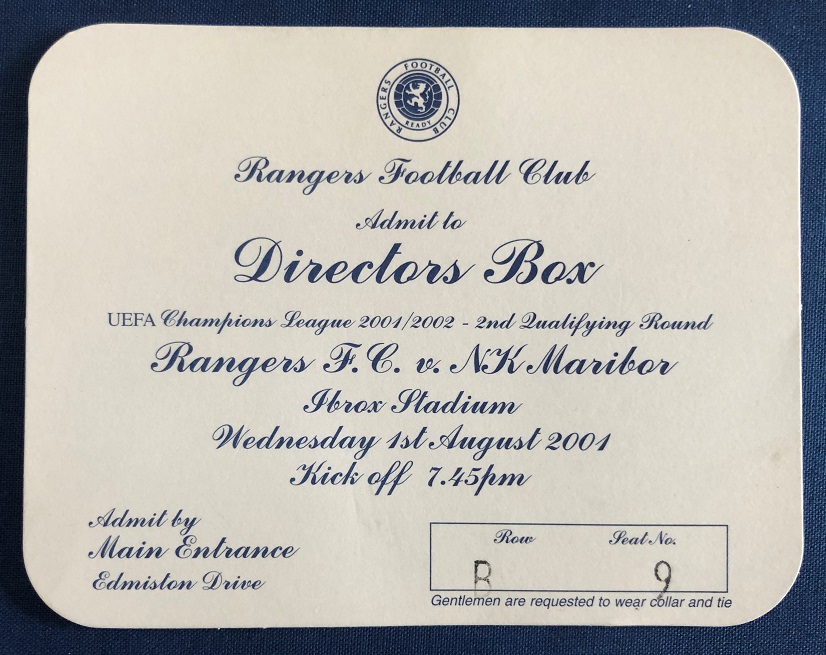 RANGERS FOOTBALL CLUB
READY
Rangers Football Club
Admit to
Directors Box
UEFA Champions League 2001/2002 - 2nd Qualifying Round
Rangers F.C. v. NK Maribor
Ibrox Stadium
Wednesday 1st August 2001
Kick off 7.45pm
Admit by
Main Entrance
Edmiston Drive
Row Seat No.
B 9
Gentlemen are requested to wear collar and tie